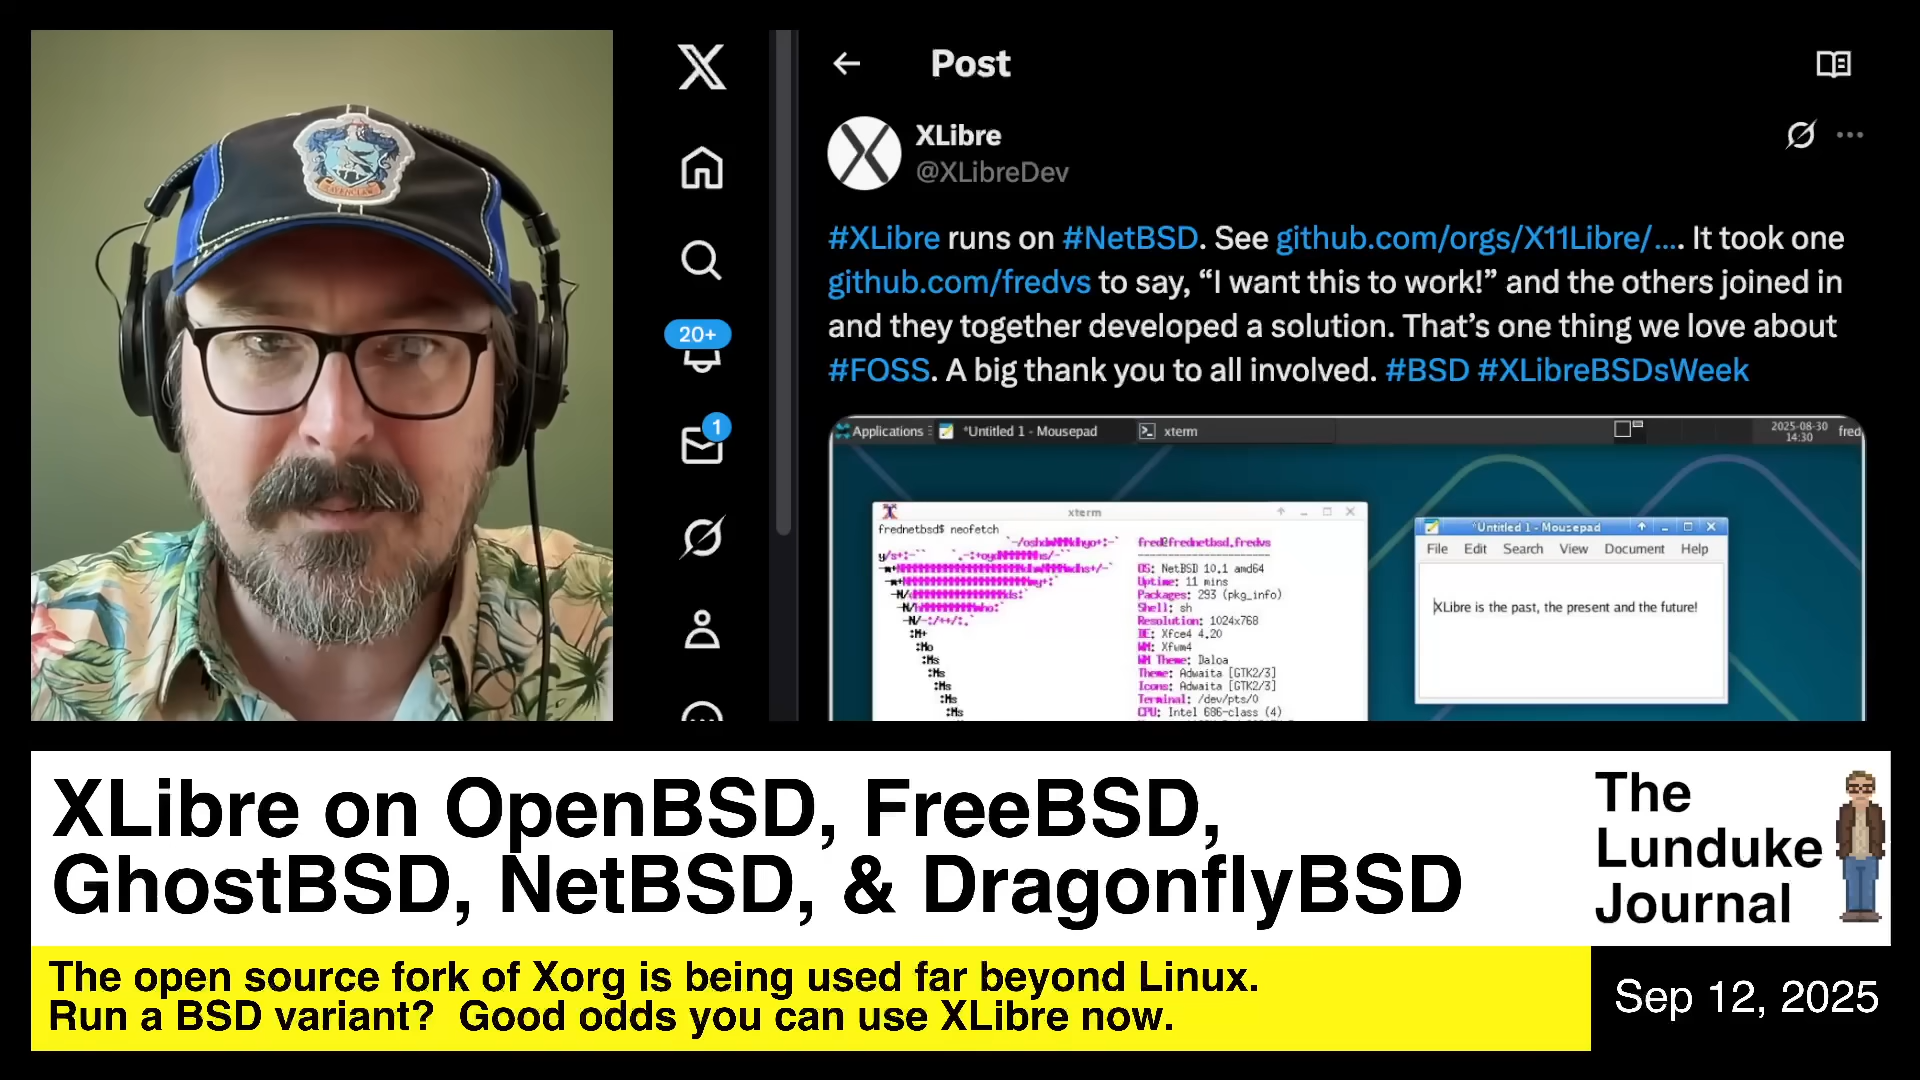 Post
XLibre
@XLibreDev
#XLibre runs on #NetBSD. See github.com/orgs/X11Libre/.... It took one
github.com/fredvs to say, “I want this to work!” and the others joined in
and they together developed a solution. That’s one thing we love about
#FOSS. A big thank you to all involved. #BSD #XLibreBSDsWeek
20+
1
Applications
*Untitled 1 - Mousepad
xterm
2025-08-30
14:30
fred
xterm
frednetbsd$ neofetch
fred@frednetbsd.fredvs
OS: NetBSD 10.1 amd64
Uptime: 11 mins
Packages: 293 (pkg_info)
Shell: sh
Resolution: 1024x768
DE: Xfce4 4.20
WM: Xfwm4
WM Theme: Daloa
Theme: Adwaita [GTK2/3]
Icons: Adwaita [GTK2/3]
Terminal: /dev/pts/0
CPU: Intel 686-class (4)
*Untitled 1 - Mousepad
File Edit Search View Document Help
XLibre is the past, the present and the future!
XLibre on OpenBSD, FreeBSD,
GhostBSD, NetBSD, & DragonflyBSD
The
Lunduke
Journal
The open source fork of Xorg is being used far beyond Linux.
Run a BSD variant?  Good odds you can use XLibre now.
Sep 12, 2025